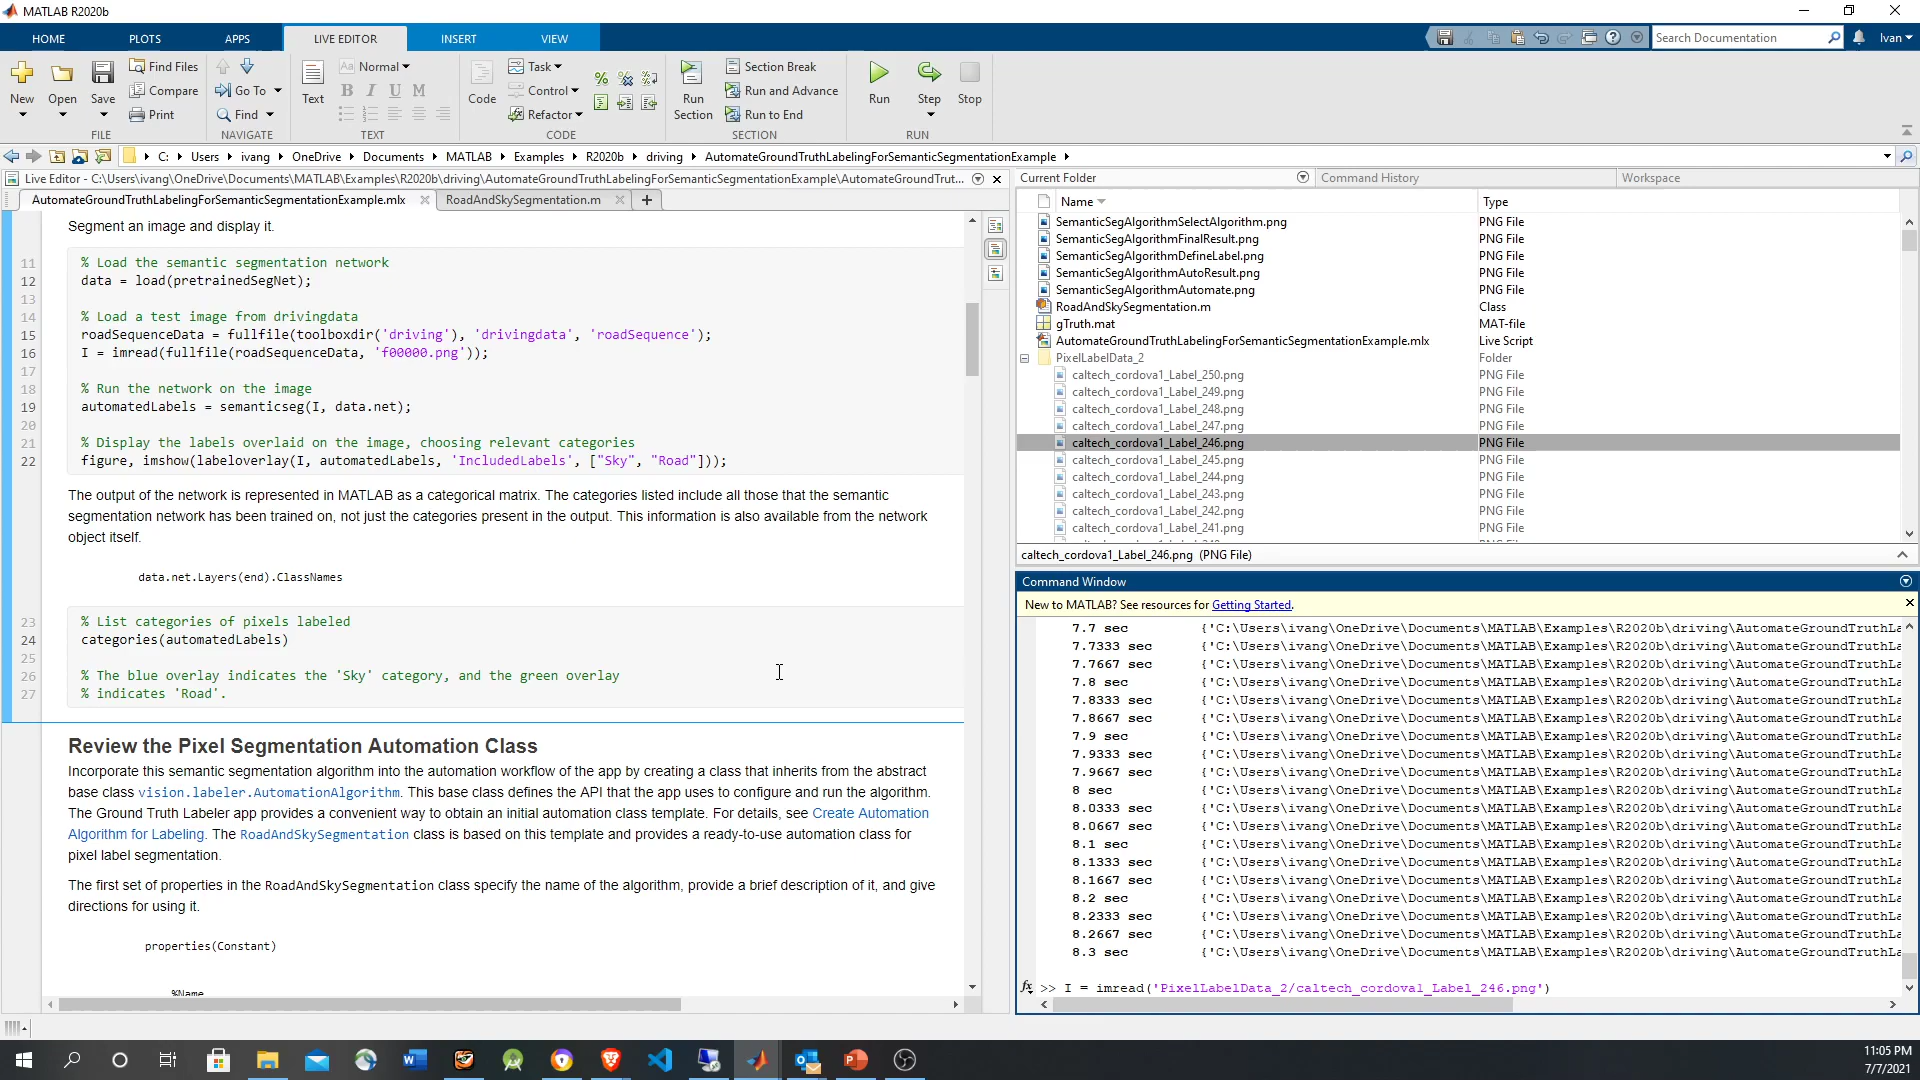 MATLAB R2020b
HOME PLOTS APPS LIVE EDITOR INSERT VIEW
Search Documentation
Ivan
New Open Save
Find Files
Compare
Print
FILE
Go To
Find
NAVIGATE
Text
Aa Normal
B I U M
TEXT
Code
Task
Control
Refactor
CODE
Run Section
Section Break
Run and Advance
Run to End
SECTION
Run Step Stop
RUN
C: Users ivang OneDrive Documents MATLAB Examples R2020b driving AutomateGroundTruthLabelingForSemanticSegmentationExample
Live Editor - C:\Users\ivang\OneDrive\Documents\MATLAB\Examples\R2020b\driving\AutomateGroundTruthLabelingForSemanticSegmentationExample\AutomateGroundTrut...
AutomateGroundTruthLabelingForSemanticSegmentationExample.mlx RoadAndSkySegmentation.m
Segment an image and display it.
11 % Load the semantic segmentation network
12 data = load(pretrainedSegNet);
13
14 % Load a test image from drivingdata
15 roadSequenceData = fullfile(toolboxdir('driving'), 'drivingdata', 'roadSequence');
16 I = imread(fullfile(roadSequenceData, 'f00000.png'));
17
18 % Run the network on the image
19 automatedLabels = semanticseg(I, data.net);
20
21 % Display the labels overlaid on the image, choosing relevant categories
22 figure, imshow(labeloverlay(I, automatedLabels, 'IncludedLabels', ["Sky", "Road"]));
The output of the network is represented in MATLAB as a categorical matrix. The categories listed include all those that the semantic
segmentation network has been trained on, not just the categories present in the output. This information is also available from the network
object itself.
data.net.Layers(end).ClassNames
23 % List categories of pixels labeled
24 categories(automatedLabels)
25
26 % The blue overlay indicates the 'Sky' category, and the green overlay
27 % indicates 'Road'.
Review the Pixel Segmentation Automation Class
Incorporate this semantic segmentation algorithm into the automation workflow of the app by creating a class that inherits from the abstract
base class vision.labeler.AutomationAlgorithm. This base class defines the API that the app uses to configure and run the algorithm.
The Ground Truth Labeler app provides a convenient way to obtain an initial automation class template. For details, see Create Automation
Algorithm for Labeling. The RoadAndSkySegmentation class is based on this template and provides a ready-to-use automation class for
pixel label segmentation.
The first set of properties in the RoadAndSkySegmentation class specify the name of the algorithm, provide a brief description of it, and give
directions for using it.
properties(Constant)
%Name
Current Folder Command History Workspace
Name Type
SemanticSegAlgorithmSelectAlgorithm.png PNG File
SemanticSegAlgorithmFinalResult.png PNG File
SemanticSegAlgorithmDefineLabel.png PNG File
SemanticSegAlgorithmAutoResult.png PNG File
SemanticSegAlgorithmAutomate.png PNG File
RoadAndSkySegmentation.m Class
gTruth.mat MAT-file
AutomateGroundTruthLabelingForSemanticSegmentationExample.mlx Live Script
PixelLabelData_2 Folder
caltech_cordova1_Label_250.png PNG File
caltech_cordova1_Label_249.png PNG File
caltech_cordova1_Label_248.png PNG File
caltech_cordova1_Label_247.png PNG File
caltech_cordova1_Label_246.png PNG File
caltech_cordova1_Label_245.png PNG File
caltech_cordova1_Label_244.png PNG File
caltech_cordova1_Label_243.png PNG File
caltech_cordova1_Label_242.png PNG File
caltech_cordova1_Label_241.png PNG File
caltech_cordova1_Label_246.png (PNG File)
Command Window
New to MATLAB? See resources for Getting Started.
7.7 sec {'C:\Users\ivang\OneDrive\Documents\MATLAB\Examples\R2020b\driving\AutomateGroundTruthLa
7.7333 sec {'C:\Users\ivang\OneDrive\Documents\MATLAB\Examples\R2020b\driving\AutomateGroundTruthLa
7.7667 sec {'C:\Users\ivang\OneDrive\Documents\MATLAB\Examples\R2020b\driving\AutomateGroundTruthLa
7.8 sec {'C:\Users\ivang\OneDrive\Documents\MATLAB\Examples\R2020b\driving\AutomateGroundTruthLa
7.8333 sec {'C:\Users\ivang\OneDrive\Documents\MATLAB\Examples\R2020b\driving\AutomateGroundTruthLa
7.8667 sec {'C:\Users\ivang\OneDrive\Documents\MATLAB\Examples\R2020b\driving\AutomateGroundTruthLa
7.9 sec {'C:\Users\ivang\OneDrive\Documents\MATLAB\Examples\R2020b\driving\AutomateGroundTruthLa
7.9333 sec {'C:\Users\ivang\OneDrive\Documents\MATLAB\Examples\R2020b\driving\AutomateGroundTruthLa
7.9667 sec {'C:\Users\ivang\OneDrive\Documents\MATLAB\Examples\R2020b\driving\AutomateGroundTruthLa
8 sec {'C:\Users\ivang\OneDrive\Documents\MATLAB\Examples\R2020b\driving\AutomateGroundTruthLa
8.0333 sec {'C:\Users\ivang\OneDrive\Documents\MATLAB\Examples\R2020b\driving\AutomateGroundTruthLa
8.0667 sec {'C:\Users\ivang\OneDrive\Documents\MATLAB\Examples\R2020b\driving\AutomateGroundTruthLa
8.1 sec {'C:\Users\ivang\OneDrive\Documents\MATLAB\Examples\R2020b\driving\AutomateGroundTruthLa
8.1333 sec {'C:\Users\ivang\OneDrive\Documents\MATLAB\Examples\R2020b\driving\AutomateGroundTruthLa
8.1667 sec {'C:\Users\ivang\OneDrive\Documents\MATLAB\Examples\R2020b\driving\AutomateGroundTruthLa
8.2 sec {'C:\Users\ivang\OneDrive\Documents\MATLAB\Examples\R2020b\driving\AutomateGroundTruthLa
8.2333 sec {'C:\Users\ivang\OneDrive\Documents\MATLAB\Examples\R2020b\driving\AutomateGroundTruthLa
8.2667 sec {'C:\Users\ivang\OneDrive\Documents\MATLAB\Examples\R2020b\driving\AutomateGroundTruthLa
8.3 sec {'C:\Users\ivang\OneDrive\Documents\MATLAB\Examples\R2020b\driving\AutomateGroundTruthLa
fx >> I = imread('PixelLabelData_2/caltech_cordova1_Label_246.png')
11:05 PM
7/7/2021